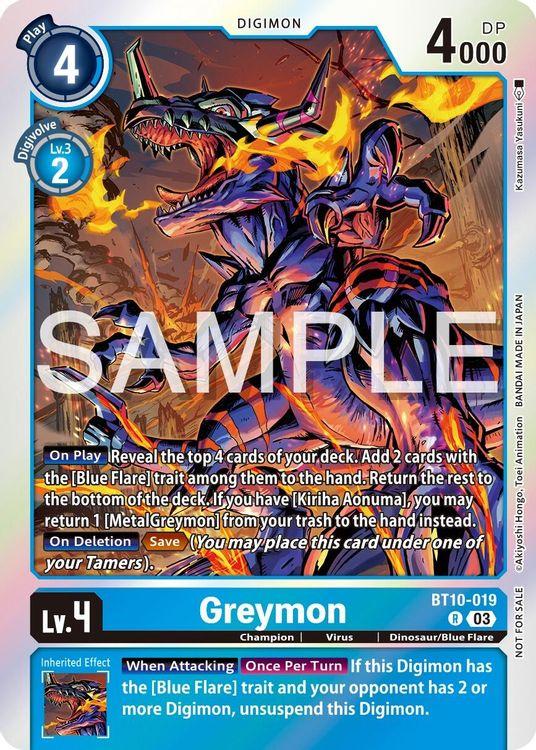 Play
4
DIGIMON
DP
4000
Digivolve
Lv.3
2
Kazumasa Yasukuni
SAMPLE
On Play Reveal the top 4 cards of your deck. Add 2 cards with
the [Blue Flare] trait among them to the hand. Return the rest to
the bottom of the deck. If you have [Kiriha Aonuma], you may
return 1 [MetalGreymon] from your trash to the hand instead.
On Deletion Save (You may place this card under one of
your Tamers).
©Akiyoshi Hongo, Toei Animation BANDAI MADE IN JAPAN
NOT FOR SALE
Lv.4
Greymon
BT10-019
R 03
Champion | Virus | Dinosaur/Blue Flare
Inherited Effect
When Attacking Once Per Turn If this Digimon has
the [Blue Flare] trait and your opponent has 2 or
more Digimon, unsuspend this Digimon.